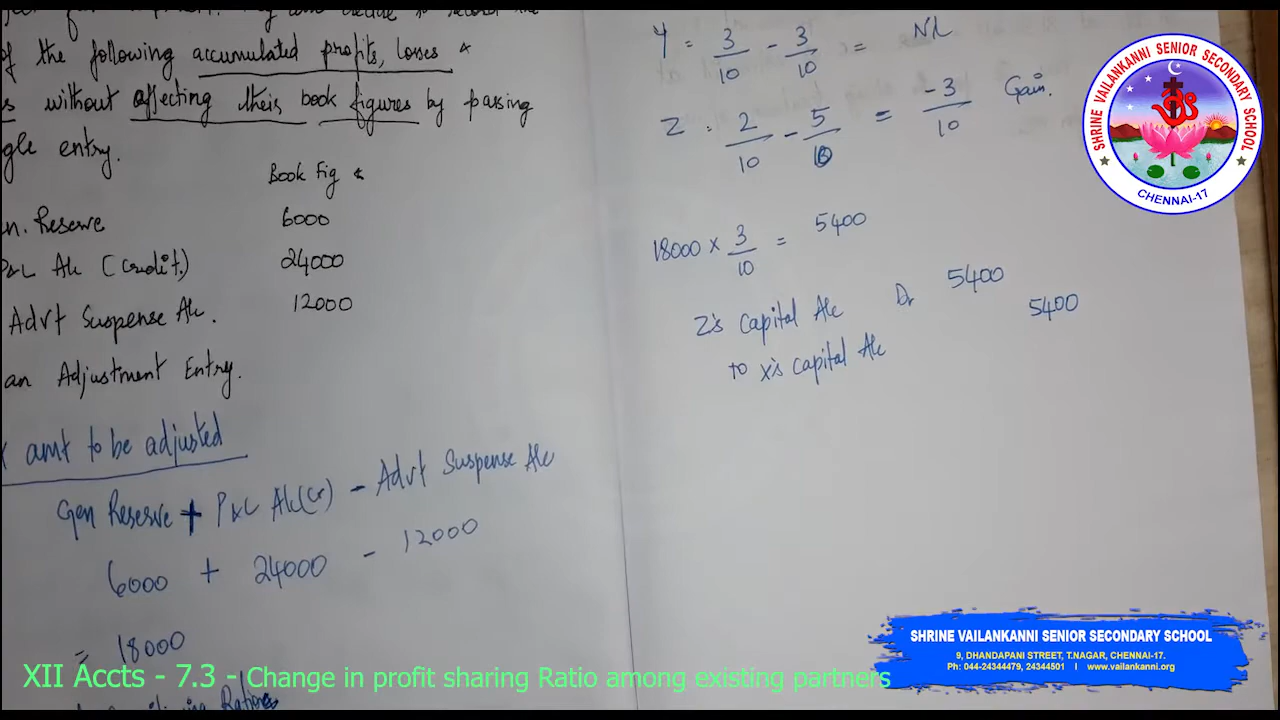 of the following accumulated profits, losses &
s without affecting their book figures by passing
gle entry.
Book Fig
n. Reserve 6000
P&L A/c (Credit) 24000
Advt Suspense A/c. 12000
an Adjustment Entry.
amt to be adjusted
Gen Reserve + P&L A/c (Cr) - Advt Suspense A/c
6000 + 24000 - 12000
= 18000
Y = 3/10 - 3/10 = NIL
Z = 2/10 - 5/10 = -3/10 Gain.
18000 × 3/10 = 5400
Z's Capital A/c Dr 5400
to X's Capital A/c 5400
SHRINE VAILANKANNI SENIOR SECONDARY SCHOOL
CHENNAI-17
SHRINE VAILANKANNI SENIOR SECONDARY SCHOOL
9, DHANDAPANI STREET, T.NAGAR, CHENNAI-17.
Ph: 044-24344479, 24344501 I www.vailankanni.org
XII Accts - 7.3 - Change in profit sharing Ratio among existing partners